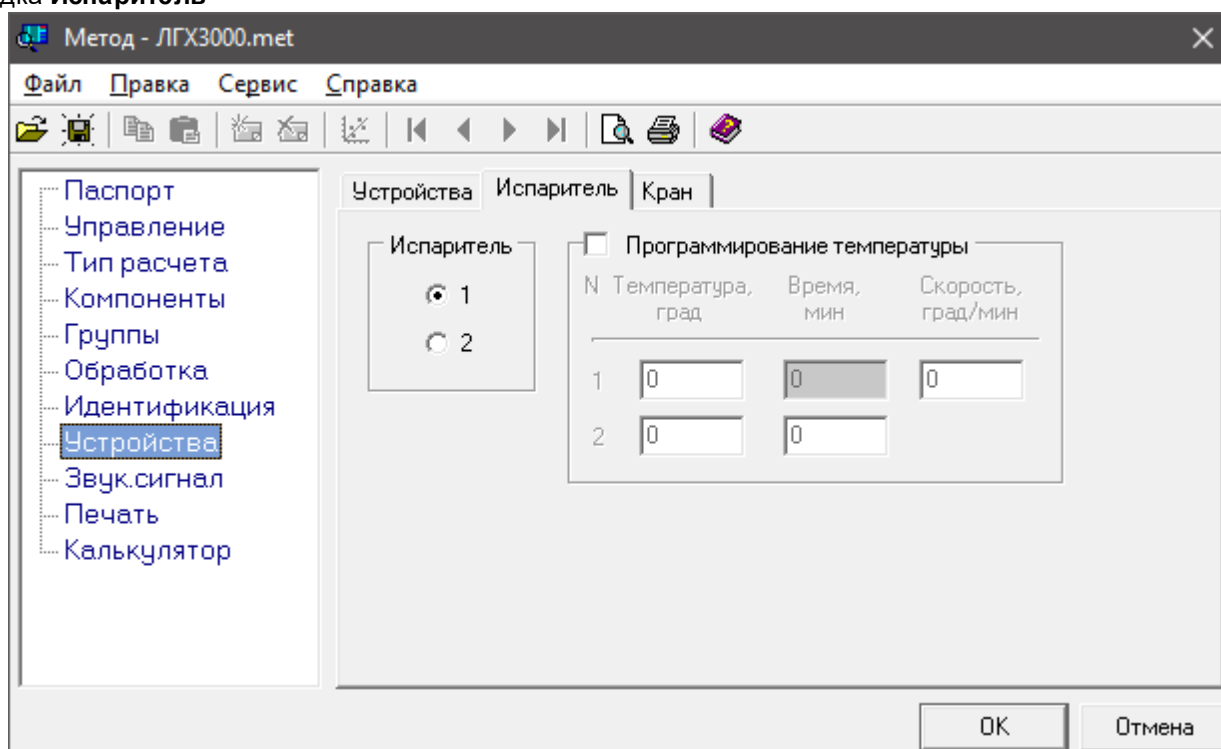 дка Испаритель
Метод - ЛГХ3000.met
Файл Правка Сервис Справка
Паспорт
Управление
Тип расчета
Компоненты
Группы
Обработка
Идентификация
Устройства
Звук.сигнал
Печать
Калькулятор
Устройства Испаритель Кран
Испаритель
1
2
Программирование температуры
N Температура, град Время, мин Скорость, град/мин
1 0 0 0
2 0 0
OK Отмена